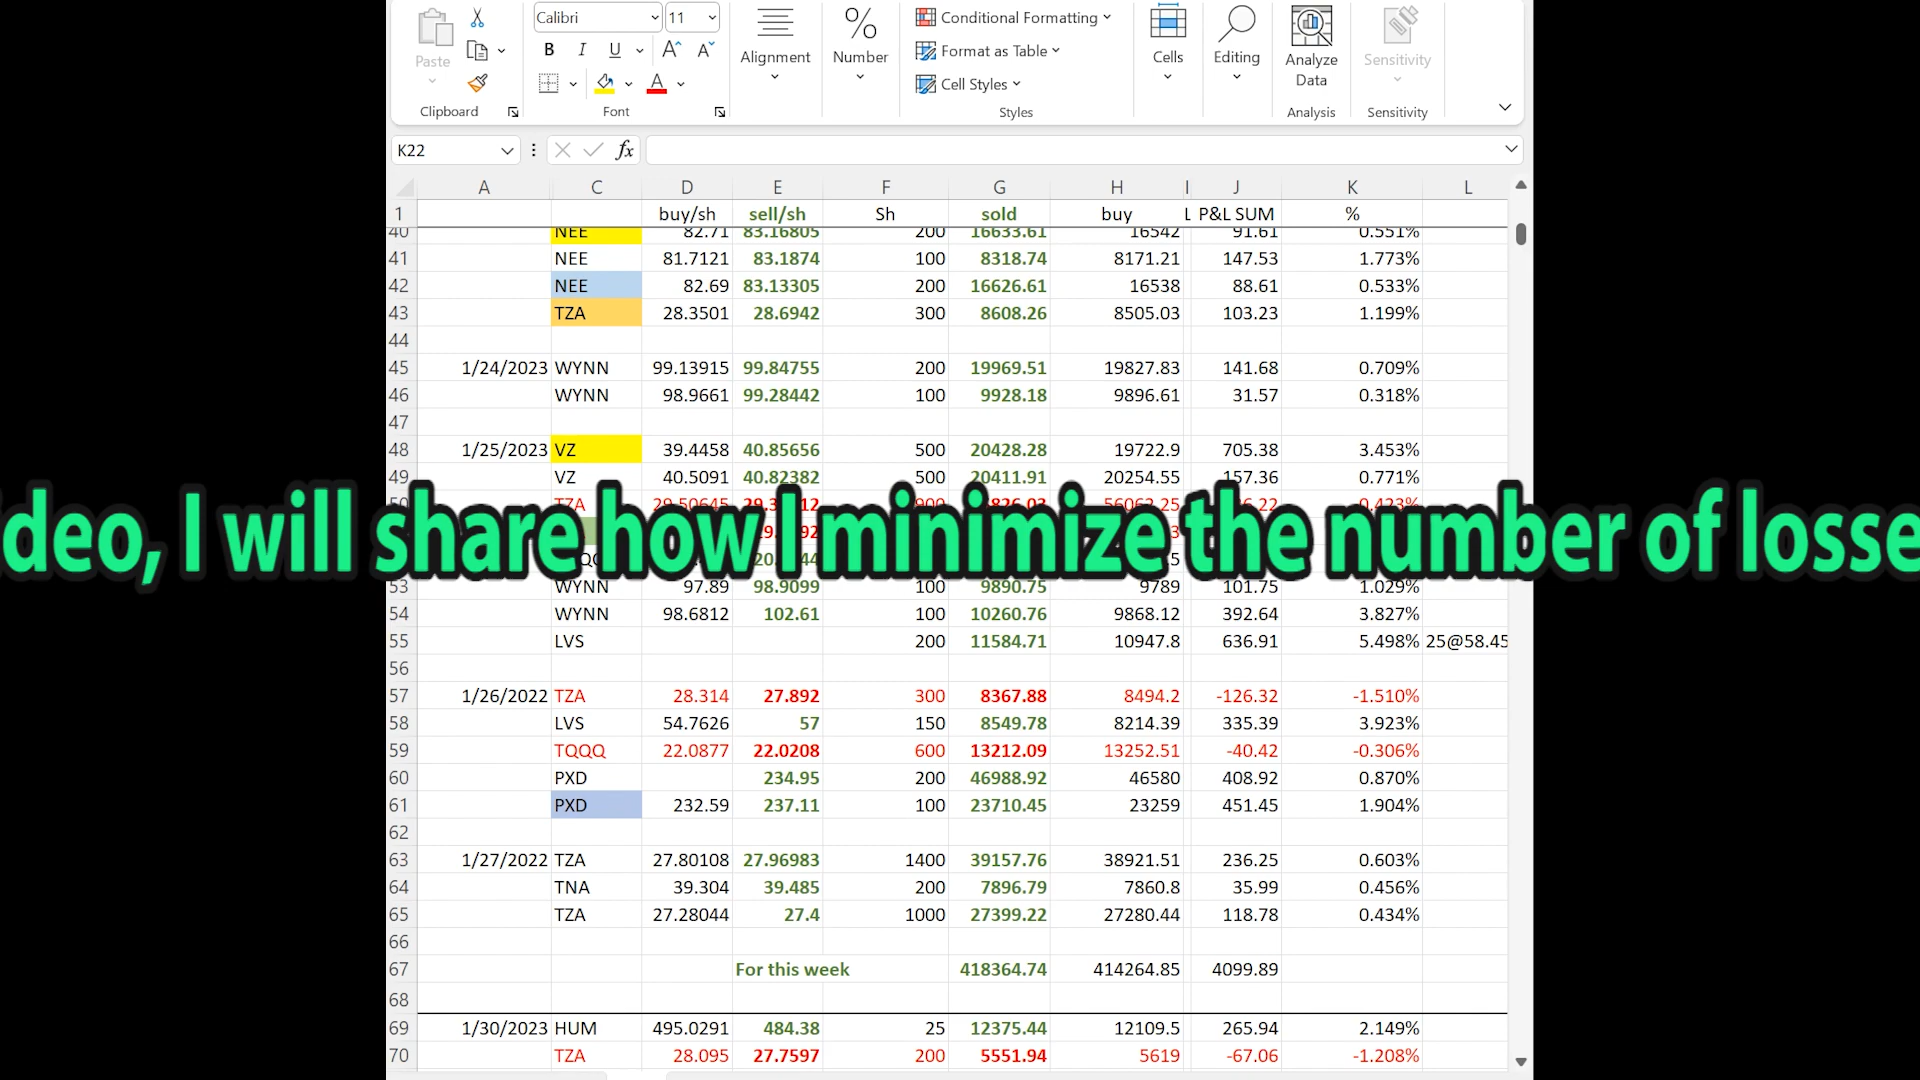 Calibri 11
Paste Alignment Number Conditional Formatting Format as Table Cell Styles Cells Editing Analyze Data Sensitivity
B I U A A A
Clipboard Font Styles Analysis Sensitivity
K22 fx
A C D E F G H I J K L
1 buy/sh sell/sh Sh sold buy L P&L SUM %
40 NEE 82.71 83.16805 200 16633.61 16542 91.61 0.551%
41 NEE 81.7121 83.1874 100 8318.74 8171.21 147.53 1.773%
42 NEE 82.69 83.13305 200 16626.61 16538 88.61 0.533%
43 TZA 28.3501 28.6942 300 8608.26 8505.03 103.23 1.199%
44
45 1/24/2023 WYNN 99.13915 99.84755 200 19969.51 19827.83 141.68 0.709%
46 WYNN 98.9661 99.28442 100 9928.18 9896.61 31.57 0.318%
47
48 1/25/2023 VZ 39.4458 40.85656 500 20428.28 19722.9 705.38 3.453%
49 VZ 40.5091 40.82382 500 20411.91 20254.55 157.36 0.771%
TZA
deo, I will share how I minimize the number of losse
53 WYNN 97.89 98.9099 100 9890.75 9789 101.75 1.029%
54 WYNN 98.6812 102.61 100 10260.76 9868.12 392.64 3.827%
55 LVS 200 11584.71 10947.8 636.91 5.498% 25@58.45
56
57 1/26/2022 TZA 28.314 27.892 300 8367.88 8494.2 -126.32 -1.510%
58 LVS 54.7626 57 150 8549.78 8214.39 335.39 3.923%
59 TQQQ 22.0877 22.0208 600 13212.09 13252.51 -40.42 -0.306%
60 PXD 234.95 200 46988.92 46580 408.92 0.870%
61 PXD 232.59 237.11 100 23710.45 23259 451.45 1.904%
62
63 1/27/2022 TZA 27.80108 27.96983 1400 39157.76 38921.51 236.25 0.603%
64 TNA 39.304 39.485 200 7896.79 7860.8 35.99 0.456%
65 TZA 27.28044 27.4 1000 27399.22 27280.44 118.78 0.434%
66
67 For this week 418364.74 414264.85 4099.89
68
69 1/30/2023 HUM 495.0291 484.38 25 12375.44 12109.5 265.94 2.149%
70 TZA 28.095 27.7597 200 5551.94 5619 -67.06 -1.208%